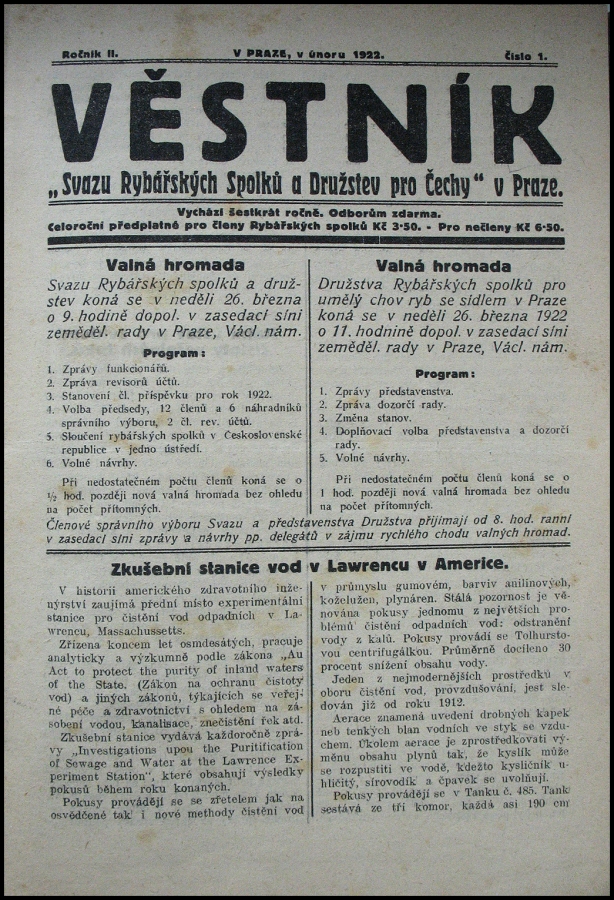 Ročník II.
V PRAZE, v únoru 1922.
Číslo 1.
VĚSTNÍK
„Svazu Rybářských Spolků a Družstev pro Čechy“ v Praze.
Vychází šestkrát ročně. Odborům zdarma.
Celoroční předplatné pro členy Rybářských spolků Kč 3·50. - Pro nečleny Kč 6·50.
Valná hromada
Svazu Rybářských spolků a druž-
stev koná se v neděli 26. března
o 9. hodině dopol. v zasedací síni
zeměděl. rady v Praze, Václ. nám.
Program:
1. Zprávy funkcionářů.
2. Zpráva revisorů účtů.
3. Stanovení čl. příspěvku pro rok 1922.
4. Volba předsedy, 12 členů a 6 náhradníků
správního výboru, 2 čl. rev. účtů.
5. Sloučení rybářských spolků v Československé
republice v jedno ústředí.
6. Volné návrhy.
Při nedostatečném počtu členů koná se o
½ hod. později nová valná hromada bez ohledu
na počet přítomných.
Valná hromada
Družstva Rybářských spolků pro
umělý chov ryb se sídlem v Praze
koná se v neděli 26. března 1922
o 11. hodnině dopol. v zasedací síni
zeměděl. rady v Praze, Václ. nám.
Program:
1. Zprávy představenstva.
2. Zpráva dozorčí rady.
3. Změna stanov.
4. Doplňovací volba představenstva a dozorčí
rady.
5. Volné návrhy.
Při nedostatečném počtu členů koná se o
1 hod. později nová valná hromada bez ohledu
na počet přítomných.
Členové správního výboru Svazu a představenstva Družstva přijímají od 8. hod. ranní
v zasedací síni zprávy a návrhy pp. delegátů v zájmu rychlého chodu valných hromad.
Zkušební stanice vod v Lawrencu v Americe.
V historii amerického zdravotního inže-
nýrství zaujímá přední místo experimentální
stanice pro čistění vod odpadních v La-
wrencu, Massachussetts.
Zřízena koncem let osmdesátých, pracuje
analyticky a výzkumně podle zákona „Au
Act to protect the purity of inland waters
of the State. (Zákon na ochranu čistoty
vod) a jiných zákonů, týkajících se veřej-
né péče a zdravotnictví s ohledem na zá-
sobení vodou, kanalisace, znečistění řek atd.
Zkušební stanice vydává každoročně zprá-
vy „Investigations upou the Puritification
of Sewage and Water at the Lawrence Ex-
periment Station“, které obsahují výsledky
pokusů během roku konaných.
Pokusy provádějí se se zřetelem jak na
osvědčené tak i nové methody čistění vod
v průmyslu gumovém, barviv anilinových,
koželužen, plynáren. Stálá pozornost je vě-
nována pokusy jednomu z největších pro-
blémů čistění odpadních vod: odstranění
vody z kalů. Pokusy provádí se Tolhursto-
vou centrifugálkou. Průměrně docíleno 30
procent snížení obsahu vody.
Jeden z nejmodernějších prostředků v
oboru čistění vod, provzdušování, jest sle-
dován již od roku 1912.
Aerace znamená uvedení drobných kapek
neb tenkých blan vodních ve styk se vzdu-
chem. Úkolem aerace je zprostředkovati vý-
měnu obsahu plynů tak, že kyslík může
se rozpustiti ve vodě, kdežto kysličník u-
hličitý, sírovodík a čpavek se uvolňují.
Pokusy provádějí se v Tanku č. 485. Tank
sestává ze tří komor, každá asi 190 cm